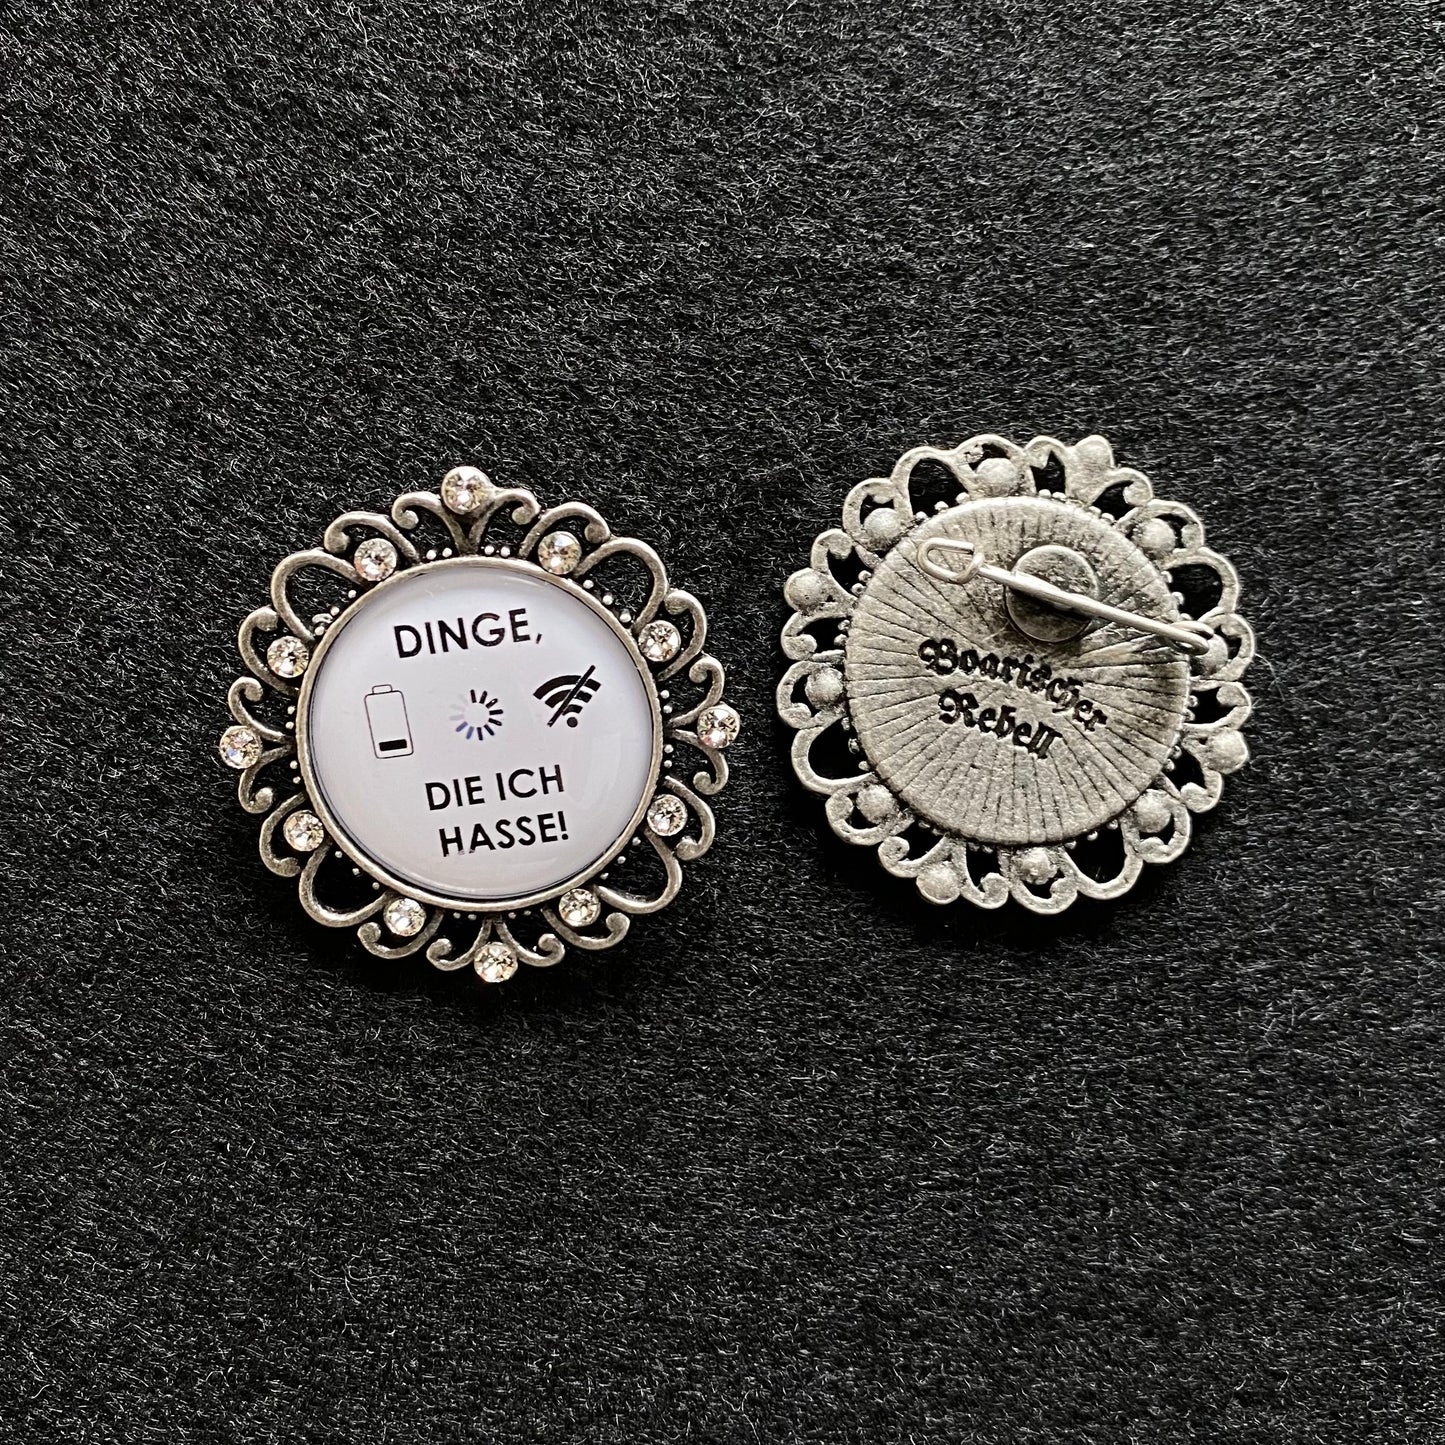 DINGE,
DIE ICH
HASSE!
Boarischer
Rebell